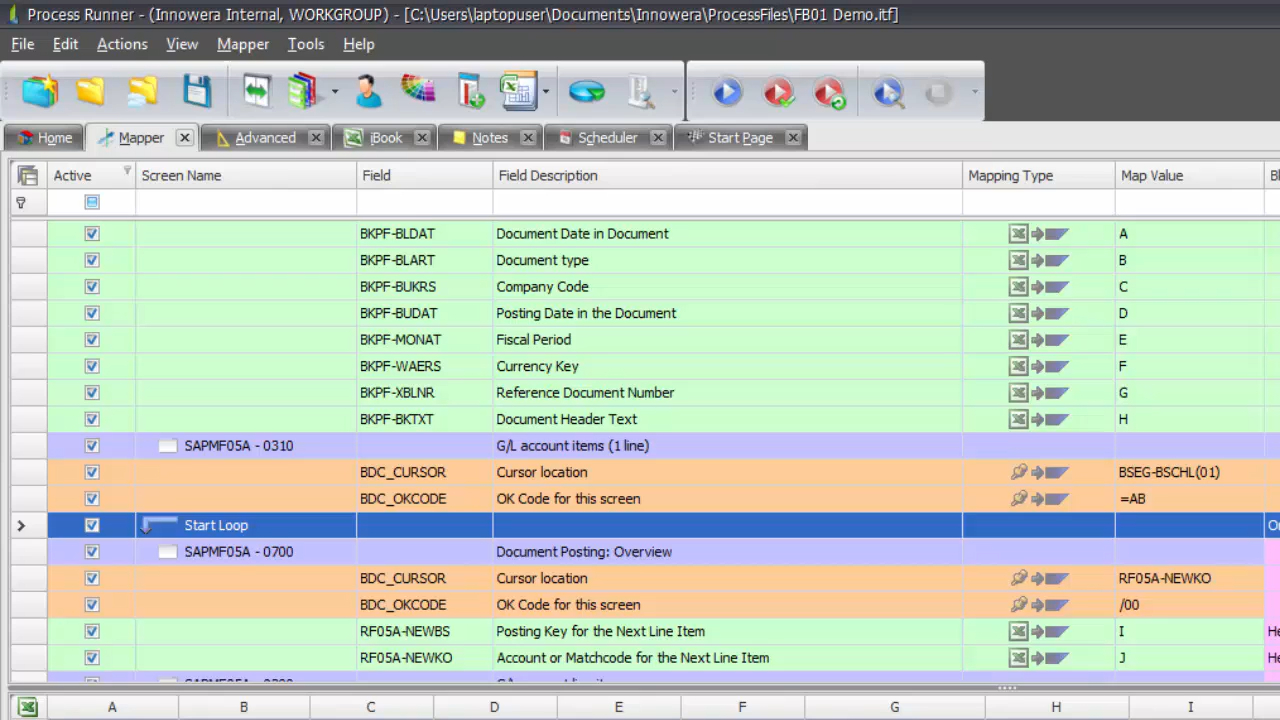 Process Runner - (Innowera Internal, WORKGROUP) - [C:\Users\laptopuser\Documents\Innowera\ProcessFiles\FB01 Demo.itf]
File Edit Actions View Mapper Tools Help
Home Mapper Advanced iBook Notes Scheduler Start Page
Active Screen Name Field Field Description Mapping Type Map Value Bl
BKPF-BLDAT Document Date in Document A
BKPF-BLART Document type B
BKPF-BUKRS Company Code C
BKPF-BUDAT Posting Date in the Document D
BKPF-MONAT Fiscal Period E
BKPF-WAERS Currency Key F
BKPF-XBLNR Reference Document Number G
BKPF-BKTXT Document Header Text H
SAPMF05A - 0310 G/L account items (1 line)
BDC_CURSOR Cursor location BSEG-BSCHL(01)
BDC_OKCODE OK Code for this screen =AB
Start Loop
SAPMF05A - 0700 Document Posting: Overview
BDC_CURSOR Cursor location RF05A-NEWKO
BDC_OKCODE OK Code for this screen /00
RF05A-NEWBS Posting Key for the Next Line Item I He
RF05A-NEWKO Account or Matchcode for the Next Line Item J He
A B C D E F G H I